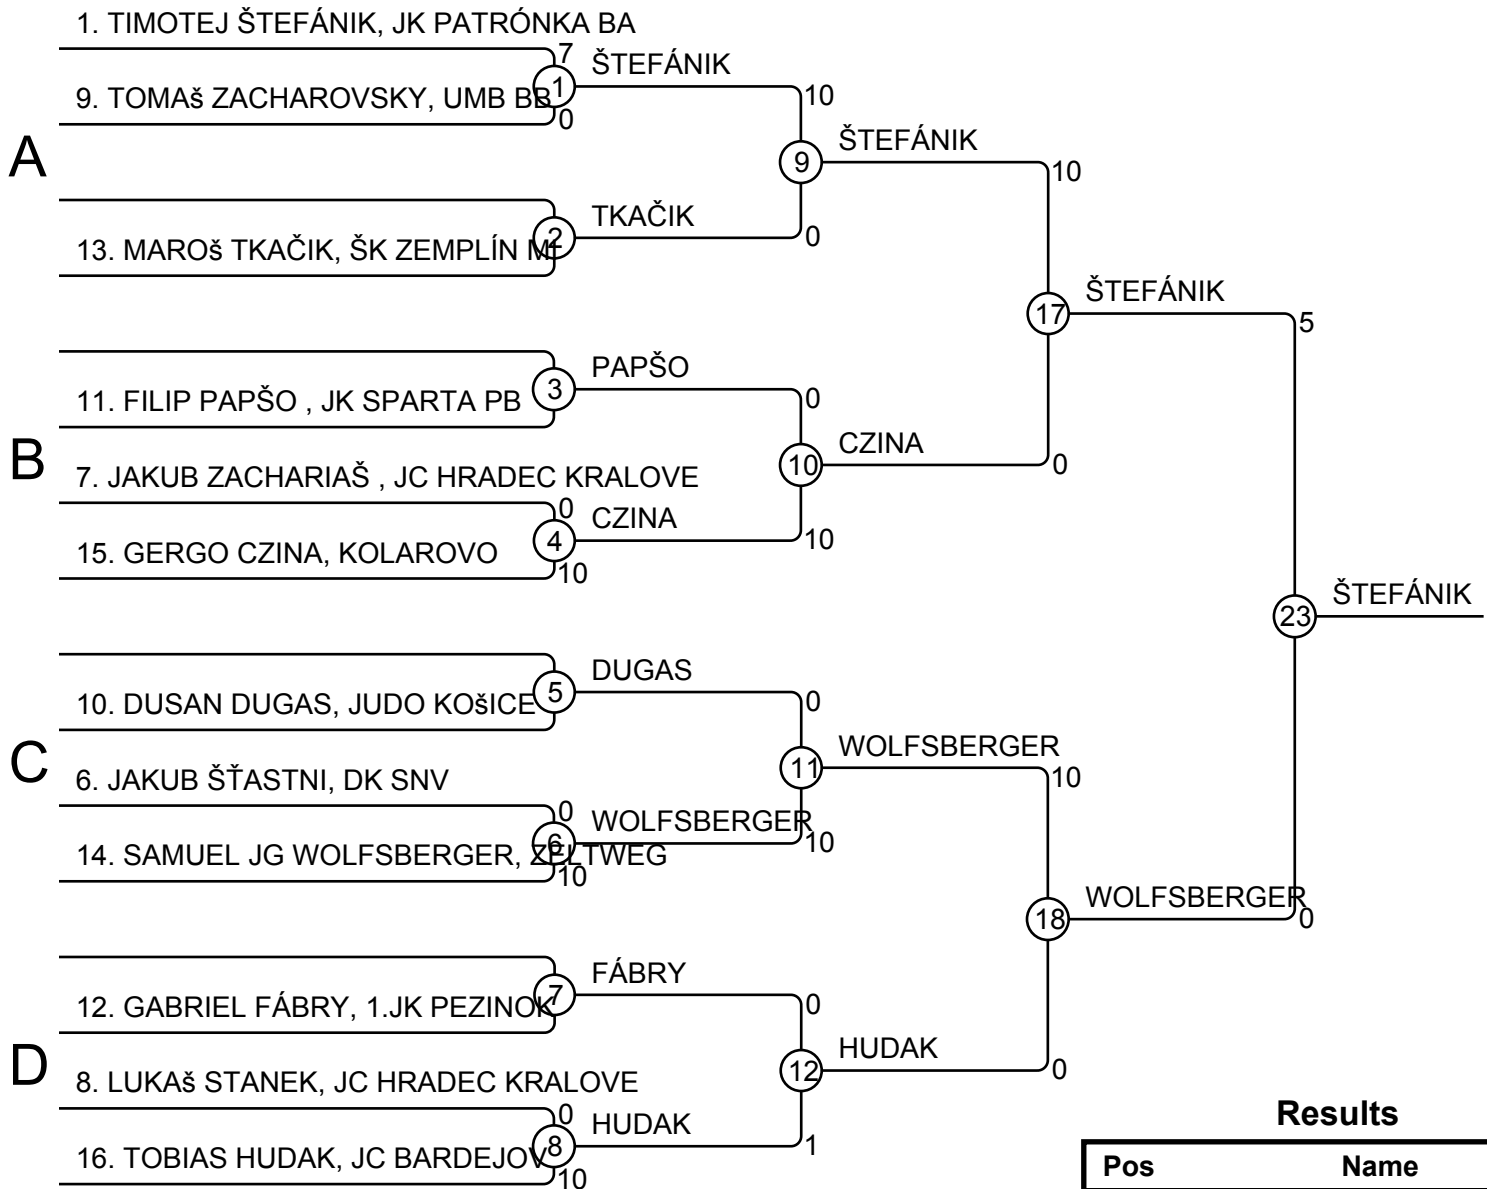 1. TIMOTEJ ŠTEFÁNIK, JK PATRÓNKA BA
7
ŠTEFÁNIK
9. TOMAš ZACHAROVSKY, UMB BB
1
0
10
A
9
ŠTEFÁNIK
10
13. MAROš TKAČIK, ŠK ZEMPLÍN MI
2
TKAČIK
0
17
ŠTEFÁNIK
5
11. FILIP PAPŠO , JK SPARTA PB
3
PAPŠO
0
B
10
CZINA
0
7. JAKUB ZACHARIAŠ , JC HRADEC KRALOVE
0
CZINA
15. GERGO CZINA, KOLAROVO
4
10
10
23
ŠTEFÁNIK
10. DUSAN DUGAS, JUDO KOšICE
5
DUGAS
0
C
11
WOLFSBERGER
10
6. JAKUB ŠŤASTNI, DK SNV
0
WOLFSBERGER
14. SAMUEL JG WOLFSBERGER, ZELTWEG
6
10
10
18
WOLFSBERGER
0
12. GABRIEL FÁBRY, 1.JK PEZINOK
7
FÁBRY
0
D
12
HUDAK
0
8. LUKAš STANEK, JC HRADEC KRALOVE
0
HUDAK
16. TOBIAS HUDAK, JC BARDEJOV
8
10
1
Results
Pos Name